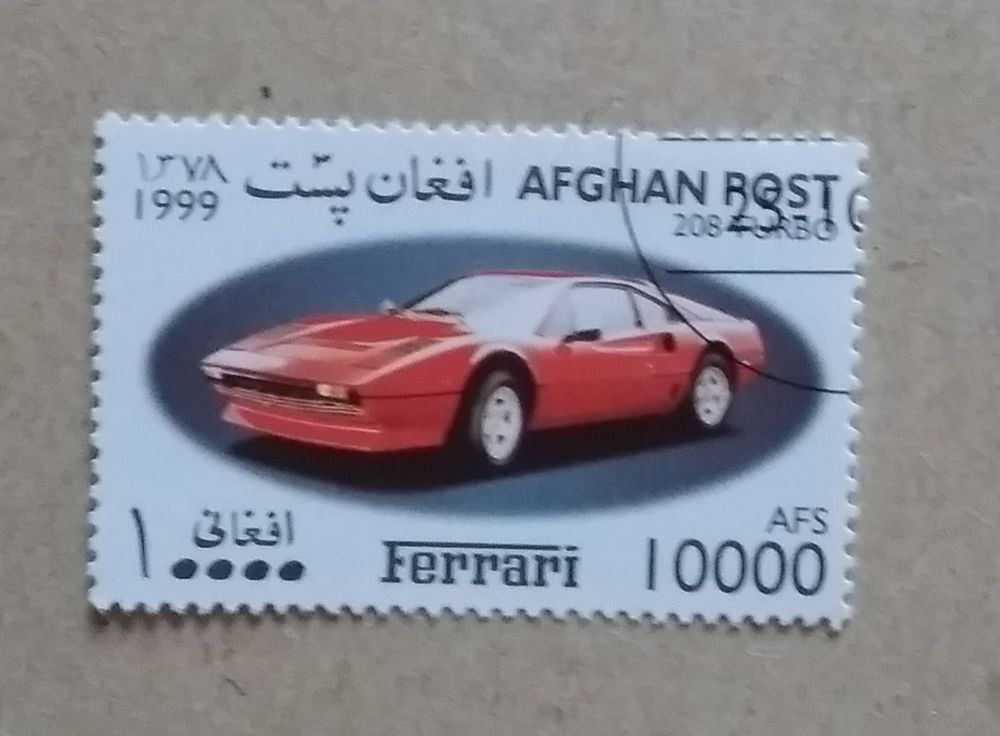 ۱۳۷۸ افغان پست AFGHAN POST
1999
208 TURBO
افغانی
AFS
۱۰۰۰۰ Ferrari 10000